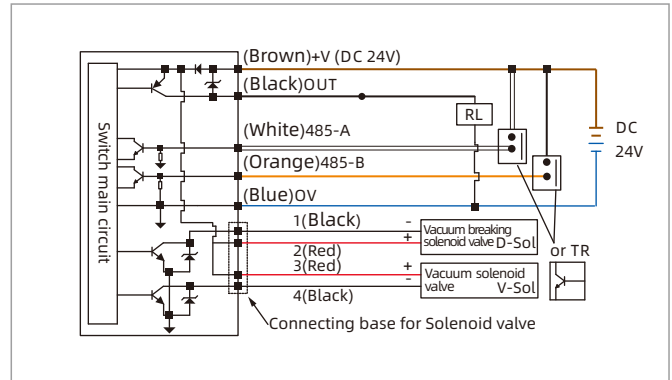 (Brown)+V (DC 24V)
(Black)OUT
RL
DC
24V
(White)485-A
(Orange)485-B
(Blue)OV
Switch main circuit
1(Black)
-
+
Vacuum breaking
solenoid valve D-Sol
2(Red)
3(Red)
+
-
Vacuum solenoid
valve V-Sol
4(Black)
or TR
Connecting base for Solenoid valve